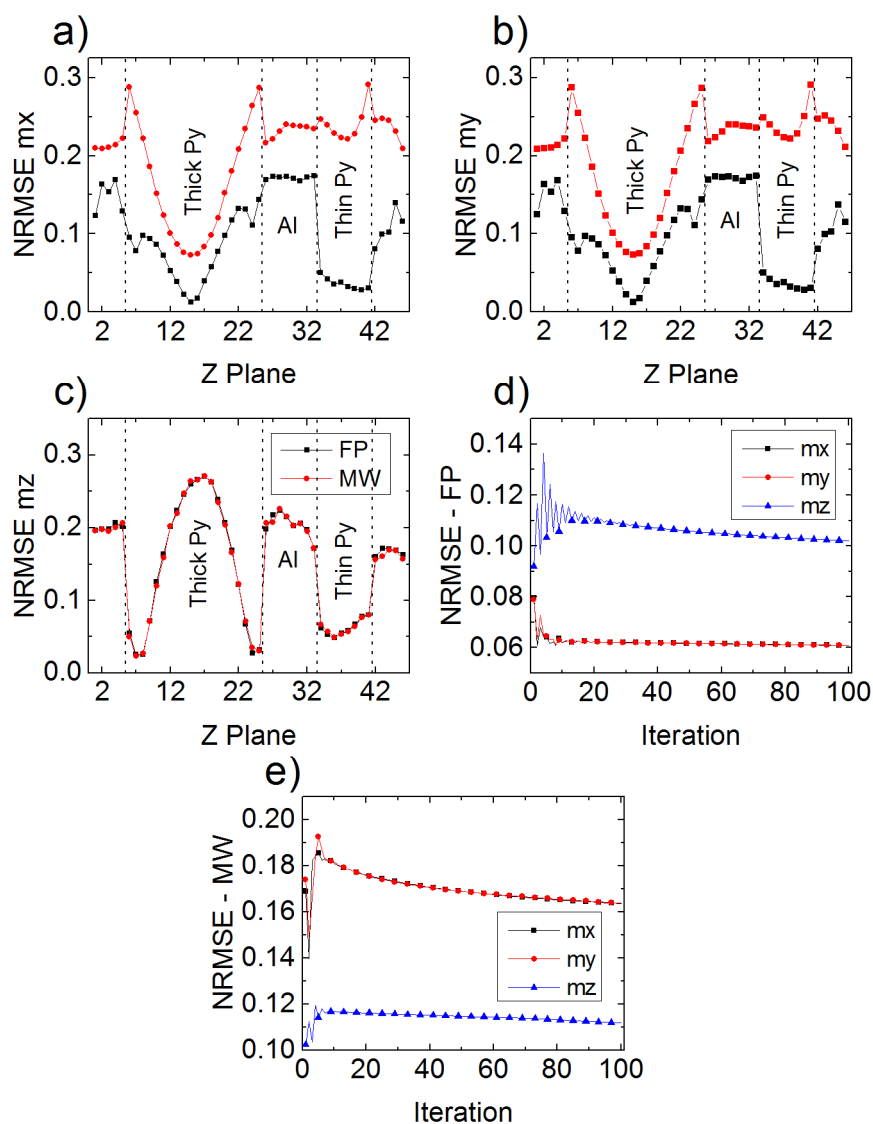 a)
NRMSE mx
0.3
0.2
0.1
0.0
2 12 22 32 42
Z Plane
Thick Py
Al
Thin Py
b)
NRMSE my
0.3
0.2
0.1
0.0
2 12 22 32 42
Z Plane
Thick Py
Al
Thin Py
c)
NRMSE mz
0.3
0.2
0.1
0.0
2 12 22 32 42
Z Plane
FP
MW
Thick Py
Al
Thin Py
d)
NRMSE - FP
0.14
0.12
0.10
0.08
0.06
0 20 40 60 80 100
Iteration
mx
my
mz
e)
NRMSE - MW
0.20
0.18
0.16
0.14
0.12
0.10
0 20 40 60 80 100
Iteration
mx
my
mz